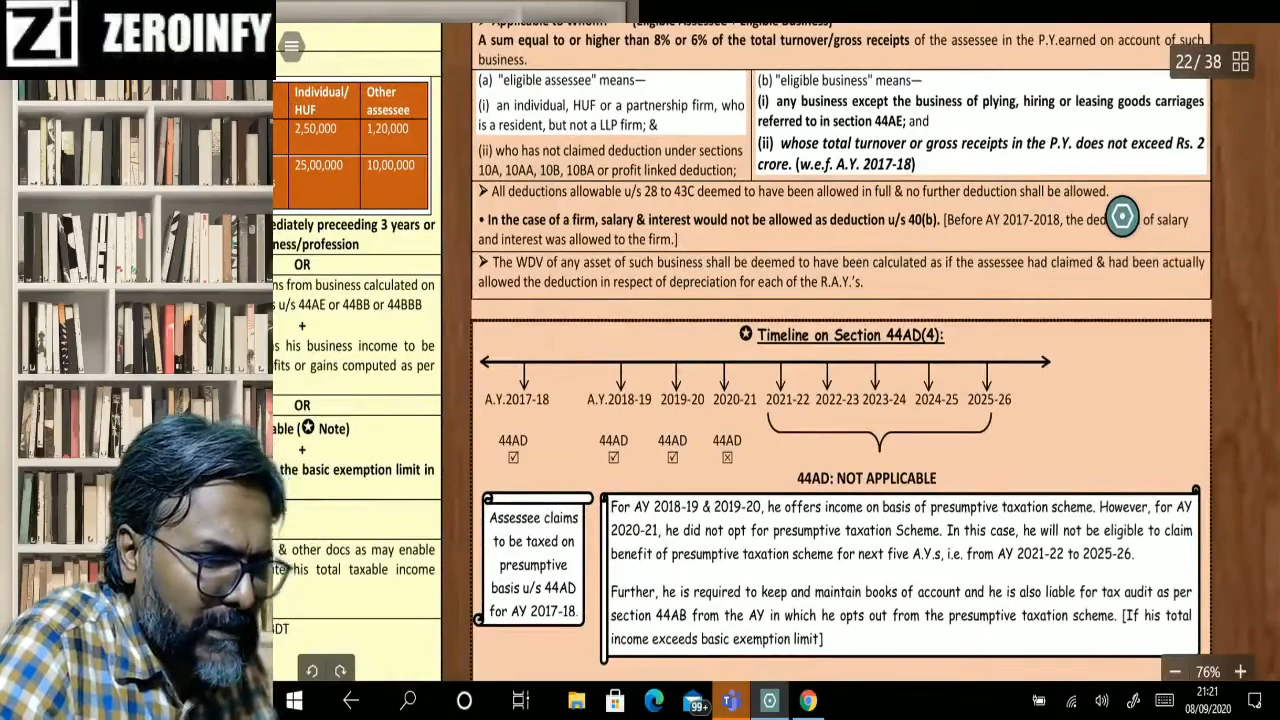 Zi ZEROINFY
Individual/ HUF
Other assessee
2,50,000
1,20,000
25,00,000
10,00,000
ediately preceeding 3 years or
ness/profession
OR
ns from business calculated on
u/s 44AE or 44BB or 44BBB
+
s his business income to be
fits or gains computed as per
OR
able (✪ Note)
+
the basic exemption limit in
& other docs as may enable
his total taxable income
BDT
22/ 38
A sum equal to or higher than 8% or 6% of the total turnover/gross receipts of the assessee in the P.Y.earned on account of such
business.
(a) "eligible assessee" means—
(i) an individual, HUF or a partnership firm, who
is a resident, but not a LLP firm; &
(ii) who has not claimed deduction under sections
10A, 10AA, 10B, 10BA or profit linked deduction;
(b) "eligible business" means—
(i) any business except the business of plying, hiring or leasing goods carriages
referred to in section 44AE; and
(ii) whose total turnover or gross receipts in the P.Y. does not exceed Rs. 2
crore. (w.e.f. A.Y. 2017-18)
➢ All deductions allowable u/s 28 to 43C deemed to have been allowed in full & no further deduction shall be allowed.
• In the case of a firm, salary & interest would not be allowed as deduction u/s 40(b). [Before AY 2017-2018, the ded of salary
and interest was allowed to the firm.]
➢ The WDV of any asset of such business shall be deemed to have been calculated as if the assessee had claimed & had been actually
allowed the deduction in respect of depreciation for each of the R.A.Y.'s.
✪ Timeline on Section 44AD(4):
A.Y.2017-18 A.Y.2018-19 2019-20 2020-21 2021-22 2022-23 2023-24 2024-25 2025-26
44AD 44AD 44AD 44AD
☑ ☑ ☑ ☒
44AD: NOT APPLICABLE
Assessee claims
to be taxed on
presumptive
basis u/s 44AD
for AY 2017-18.
For AY 2018-19 & 2019-20, he offers income on basis of presumptive taxation scheme. However, for AY
2020-21, he did not opt for presumptive taxation Scheme. In this case, he will not be eligible to claim
benefit of presumptive taxation scheme for next five A.Y.s, i.e. from AY 2021-22 to 2025-26.
Further, he is required to keep and maintain books of account and he is also liable for tax audit as per
section 44AB from the AY in which he opts out from the presumptive taxation scheme. [If his total
income exceeds basic exemption limit]
76%
99+
21:21
08/09/2020